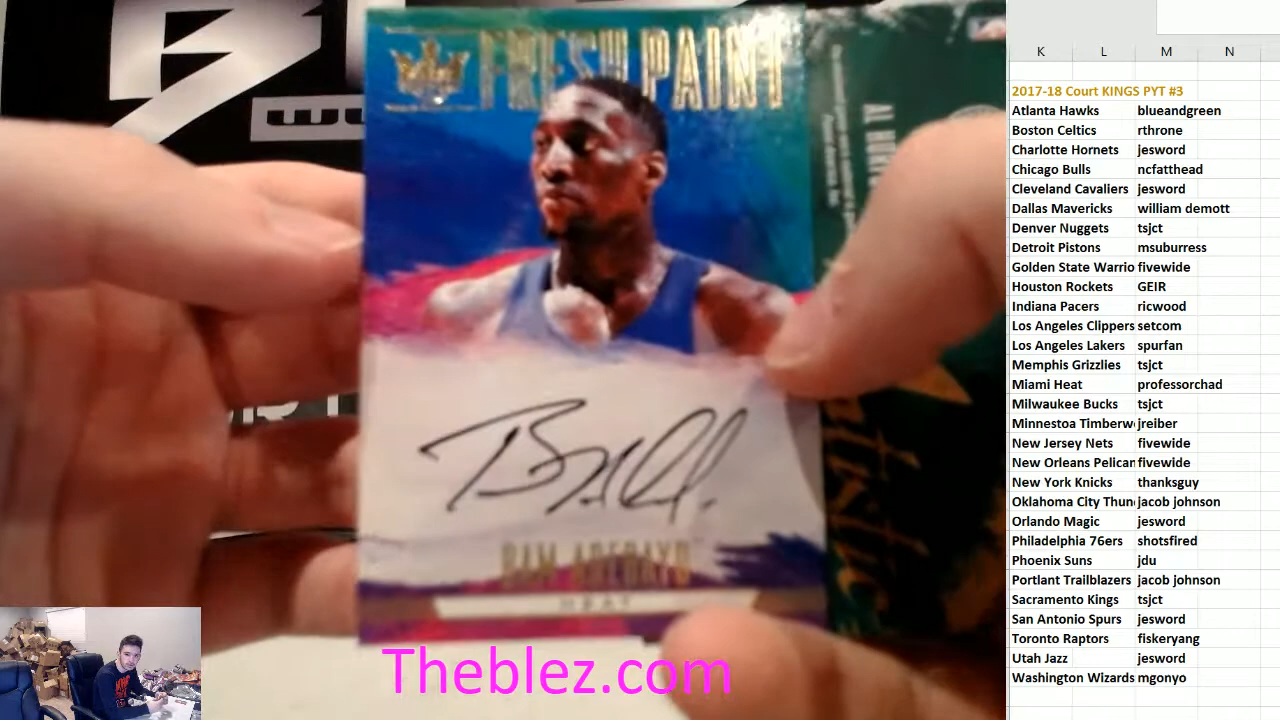 FRESH PAINT
BAM ADEBAYO
HEAT
Theblez.com
K L M N
2017-18 Court KINGS PYT #3
Atlanta Hawks blueandgreen
Boston Celtics rthrone
Charlotte Hornets jesword
Chicago Bulls ncfatthead
Cleveland Cavaliers jesword
Dallas Mavericks william demott
Denver Nuggets tsjct
Detroit Pistons msuburress
Golden State Warrio fivewide
Houston Rockets GEIR
Indiana Pacers ricwood
Los Angeles Clippers setcom
Los Angeles Lakers spurfan
Memphis Grizzlies tsjct
Miami Heat professorchad
Milwaukee Bucks tsjct
Minnestoa Timberw jreiber
New Jersey Nets fivewide
New Orleans Pelican fivewide
New York Knicks thanksguy
Oklahoma City Thun jacob johnson
Orlando Magic jesword
Philadelphia 76ers shotsfired
Phoenix Suns jdu
Portlant Trailblazers jacob johnson
Sacramento Kings tsjct
San Antonio Spurs jesword
Toronto Raptors fiskeryang
Utah Jazz jesword
Washington Wizards mgonyo